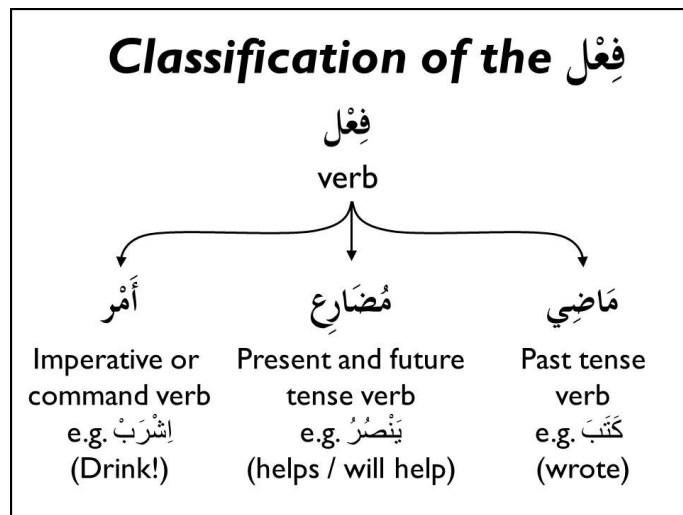 Classification of the فِعْل
فِعْل
verb
أَمْر
Imperative or
command verb
e.g. اِشْرَبْ
(Drink!)
مُضَارِع
Present and future
tense verb
e.g. يَنْصُرُ
(helps / will help)
مَاضِي
Past tense
verb
e.g. كَتَبَ
(wrote)